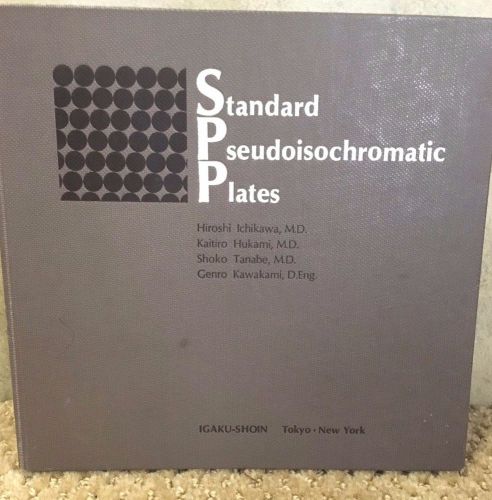 Standard
Pseudoisochromatic
Plates
Hiroshi Ichikawa, M.D.
Kaitiro Hukami, M.D.
Shoko Tanabe, M.D.
Genro Kawakami, D.Eng.
IGAKU-SHOIN Tokyo • New York